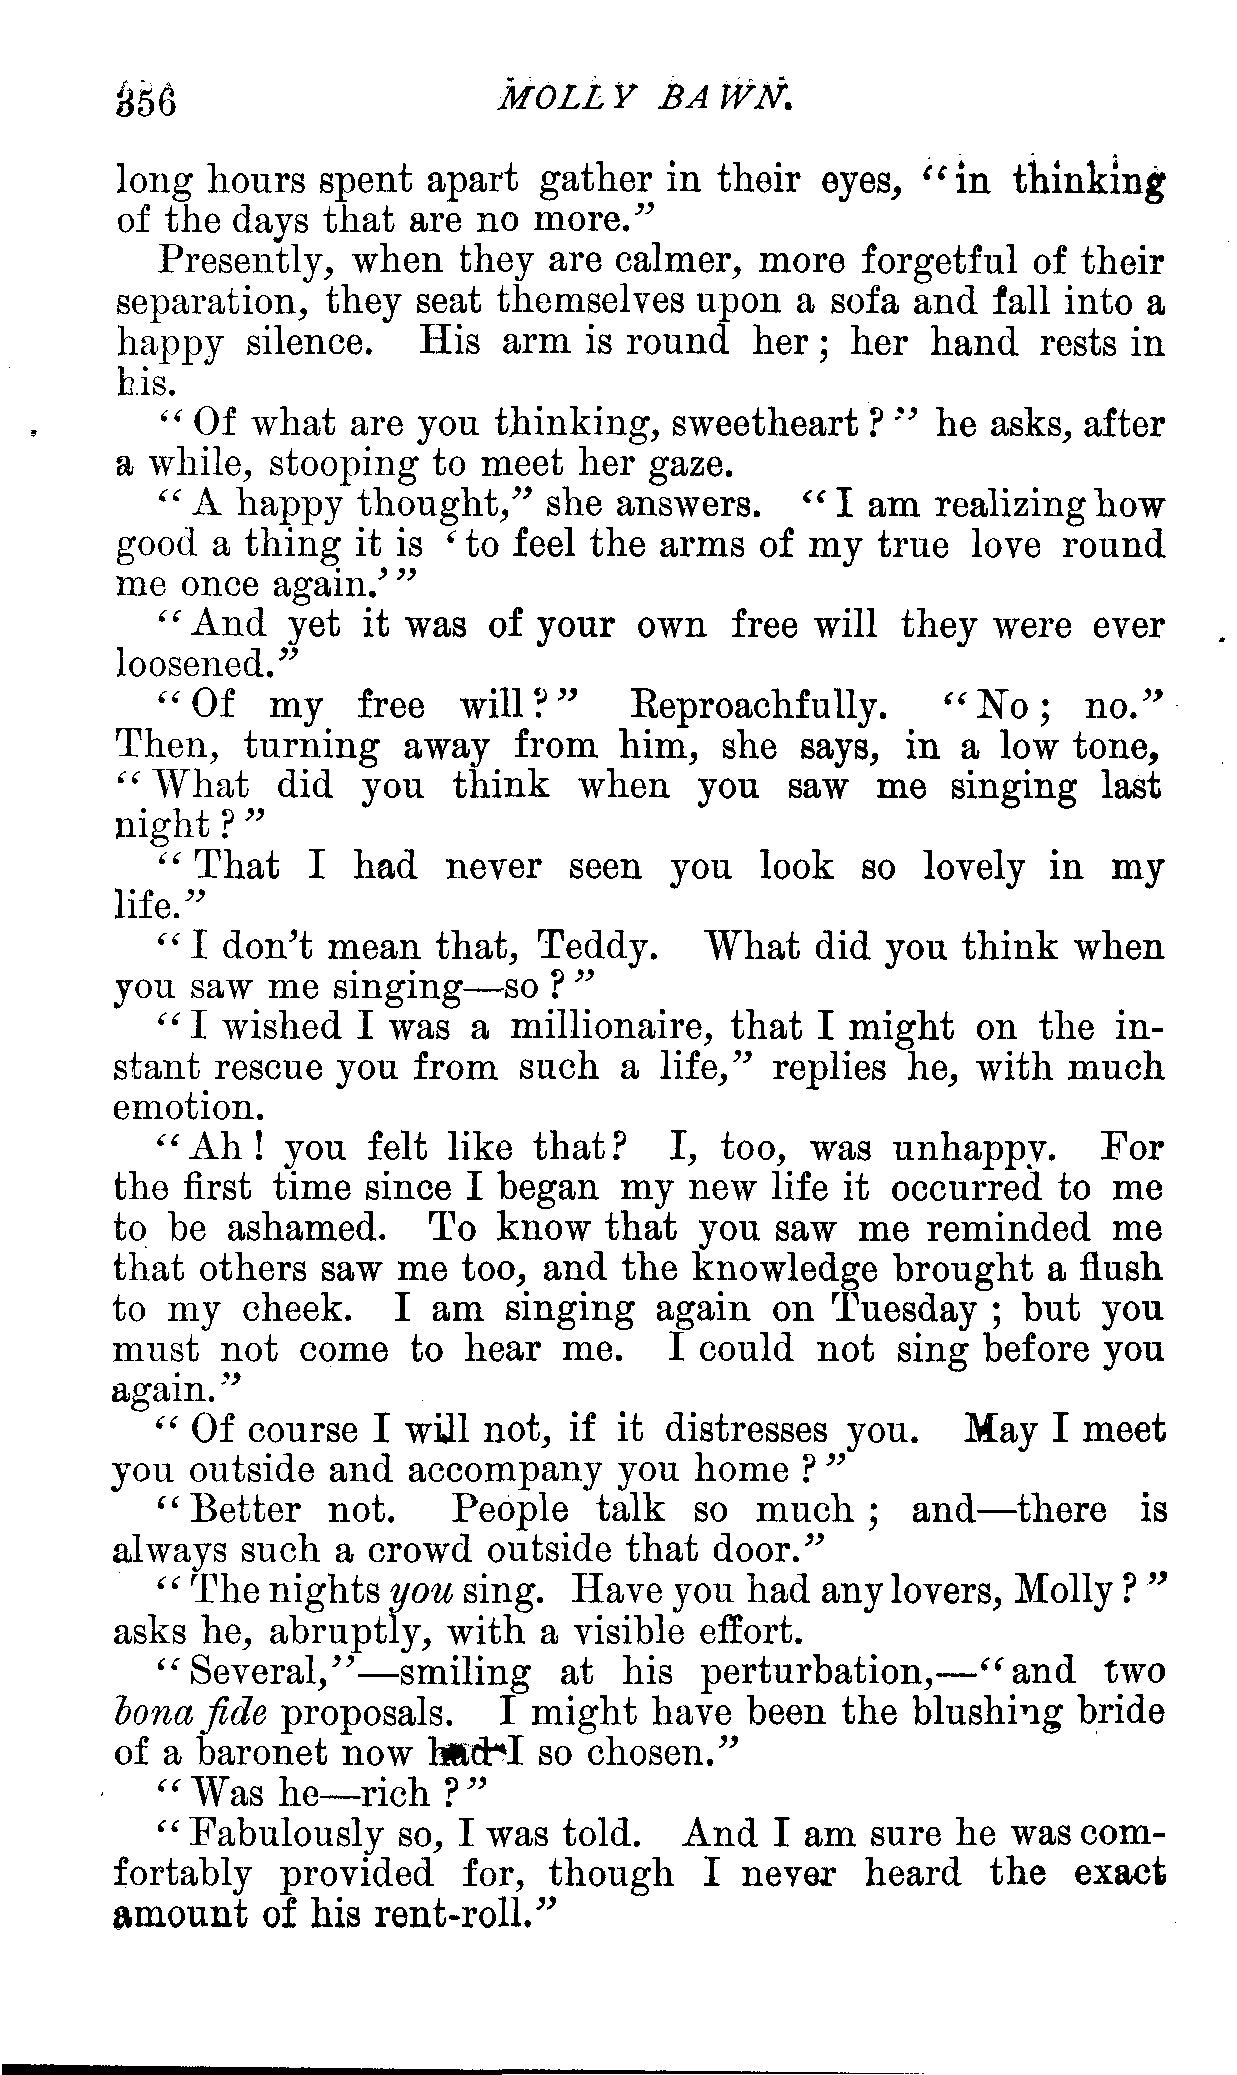 356 MOLLY BAWN.
long hours spent apart gather in their eyes, "in thinking
of the days that are no more."
Presently, when they are calmer, more forgetful of their
separation, they seat themselves upon a sofa and fall into a
happy silence. His arm is round her; her hand rests in
his.
"Of what are you thinking, sweetheart?" he asks, after
a while, stooping to meet her gaze.
"A happy thought," she answers. "I am realizing how
good a thing it is 'to feel the arms of my true love round
me once again.'"
"And yet it was of your own free will they were ever
loosened."
"Of my free will?" Reproachfully. "No; no."
Then, turning away from him, she says, in a low tone,
"What did you think when you saw me singing last
night?"
"That I had never seen you look so lovely in my
life."
"I don't mean that, Teddy. What did you think when
you saw me singing—so?"
"I wished I was a millionaire, that I might on the in-
stant rescue you from such a life," replies he, with much
emotion.
"Ah! you felt like that? I, too, was unhappy. For
the first time since I began my new life it occurred to me
to be ashamed. To know that you saw me reminded me
that others saw me too, and the knowledge brought a flush
to my cheek. I am singing again on Tuesday; but you
must not come to hear me. I could not sing before you
again."
"Of course I will not, if it distresses you. May I meet
you outside and accompany you home?"
"Better not. People talk so much; and—there is
always such a crowd outside that door."
"The nights you sing. Have you had any lovers, Molly?"
asks he, abruptly, with a visible effort.
"Several,"—smiling at his perturbation,—"and two
bona fide proposals. I might have been the blushing bride
of a baronet now had I so chosen."
"Was he—rich?"
"Fabulously so, I was told. And I am sure he was com-
fortably provided for, though I never heard the exact
amount of his rent-roll."